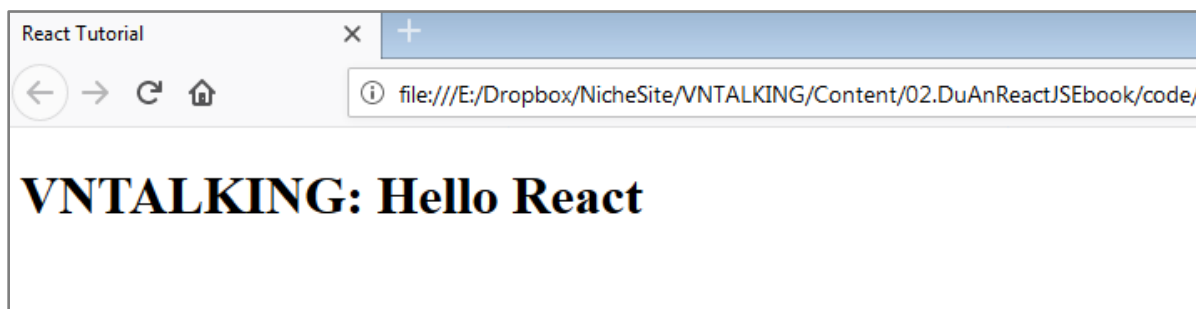 React Tutorial
file:///E:/Dropbox/NicheSite/VNTALKING/Content/02.DuAnReactJSEbook/code/
VNTALKING: Hello React